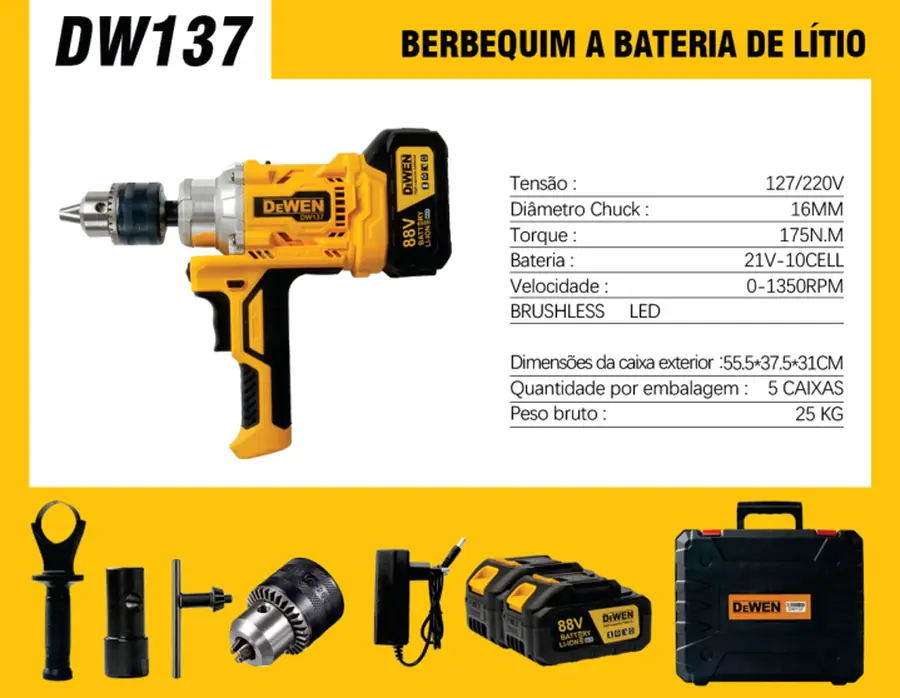 DW137
BERBEQUIM A BATERIA DE LÍTIO
DEWEN
88V
BATTERY
LI-ION
DEWEN
DW137
Tensão : 127/220V
Diâmetro Chuck : 16MM
Torque : 175N.M
Bateria : 21V-10CELL
Velocidade : 0-1350RPM
BRUSHLESS LED
Dimensões da caixa exterior :55.5*37.5*31CM
Quantidade por embalagem : 5 CAIXAS
Peso bruto : 25 KG
88V
BATTERY
LI-ION
DEWEN
DEWEN